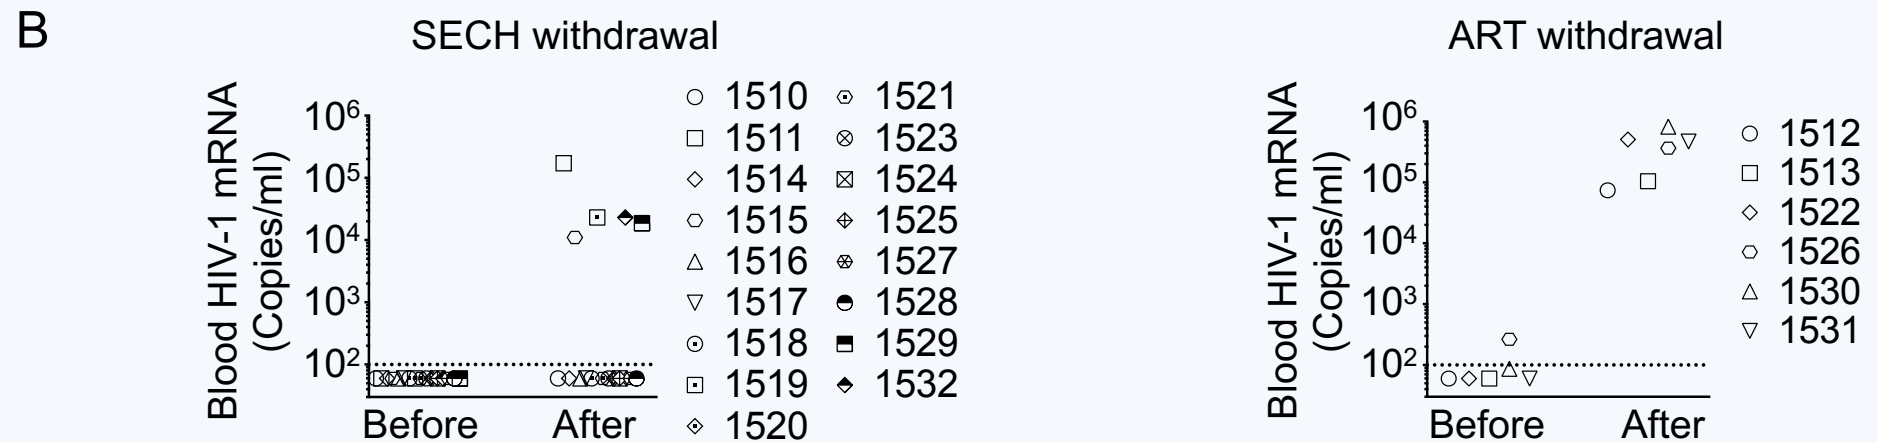 B
SECH withdrawal
Blood HIV-1 mRNA
(Copies/ml)
10⁶
10⁵
10⁴
10³
10²
Before After
1510 1521
1511 1523
1514 1524
1515 1525
1516 1527
1517 1528
1518 1529
1519 1532
1520
ART withdrawal
Blood HIV-1 mRNA
(Copies/ml)
10⁶
10⁵
10⁴
10³
10²
Before After
1512
1513
1522
1526
1530
1531